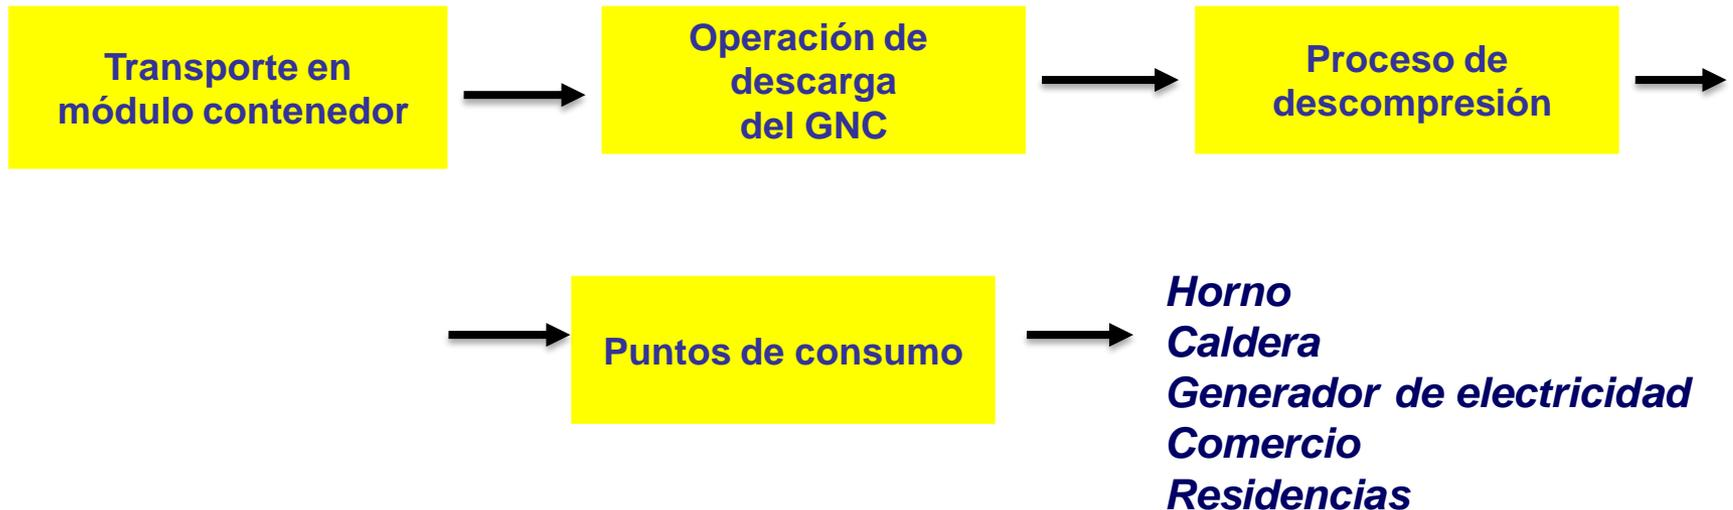 Transporte en
módulo contenedor
Operación de
descarga
del GNC
Proceso de
descompresión
Puntos de consumo
Horno
Caldera
Generador de electricidad
Comercio
Residencias